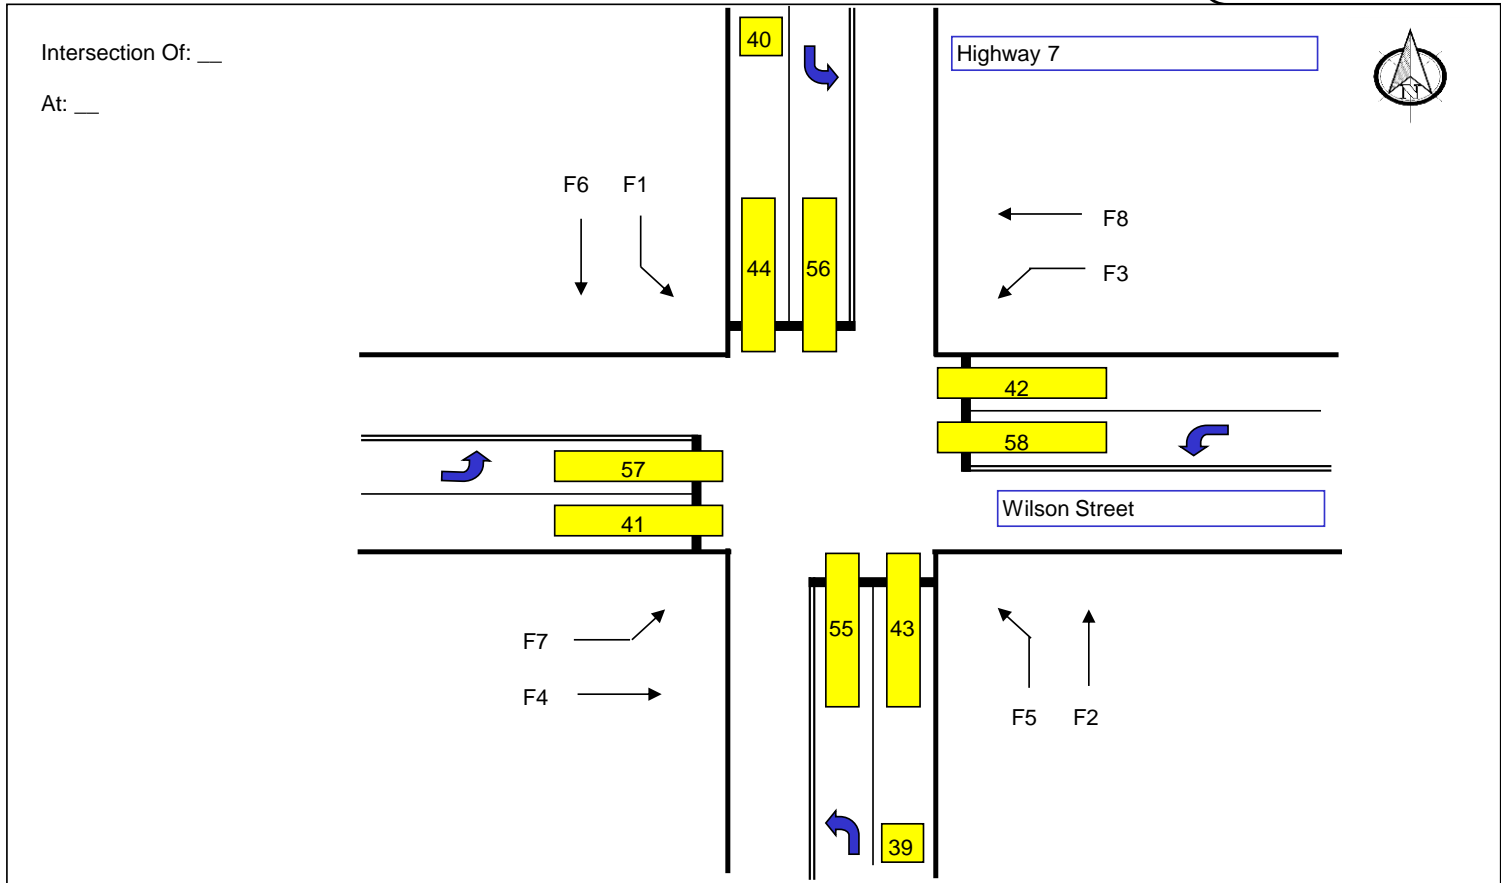 40
Intersection Of: __
Highway 7
N
At: __
F6 F1
F8
44 56
F3
42
58
57
Wilson Street
41
55 43
F7
F4
F5 F2
39